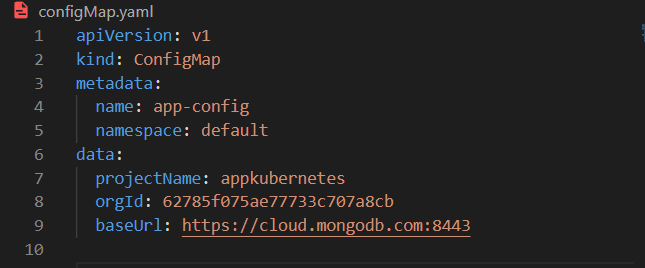 configMap.yaml
1 apiVersion: v1
2 kind: ConfigMap
3 metadata:
4 name: app-config
5 namespace: default
6 data:
7 projectName: appkubernetes
8 orgId: 62785f075ae77733c707a8cb
9 baseUrl: https://cloud.mongodb.com:8443
10